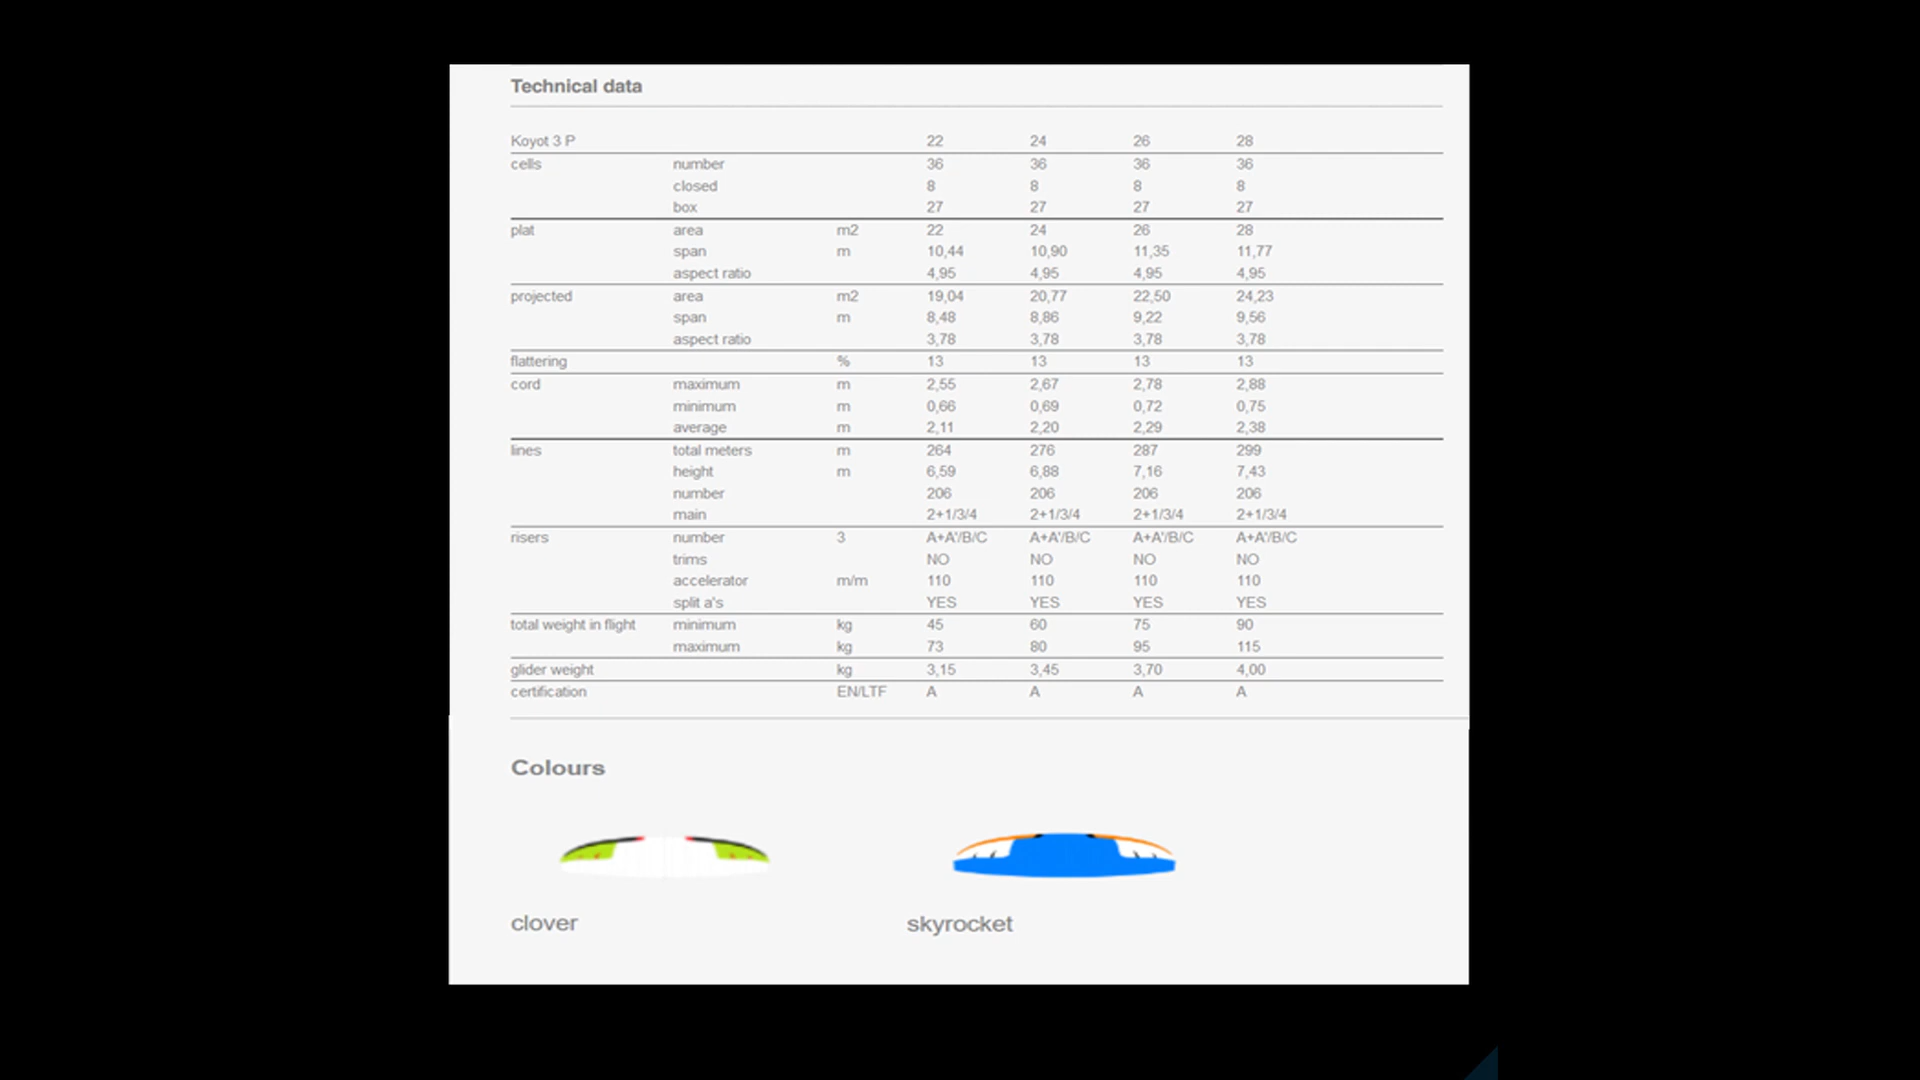 Technical data
Koyot 3 P 22 24 26 28
cells number 36 36 36 36
closed 8 8 8 8
box 27 27 27 27
plat area m2 22 24 26 28
span m 10,44 10,90 11,35 11,77
aspect ratio 4,95 4,95 4,95 4,95
projected area m2 19,04 20,77 22,50 24,23
span m 8,48 8,86 9,22 9,56
aspect ratio 3,78 3,78 3,78 3,78
flattering % 13 13 13 13
cord maximum m 2,55 2,67 2,78 2,88
minimum m 0,66 0,69 0,72 0,75
average m 2,11 2,20 2,29 2,38
lines total meters m 264 276 287 299
height m 6,59 6,88 7,16 7,43
number 206 206 206 206
main 2+1/3/4 2+1/3/4 2+1/3/4 2+1/3/4
risers number 3 A+A'/B/C A+A'/B/C A+A'/B/C A+A'/B/C
trims NO NO NO NO
accelerator m/m 110 110 110 110
split a's YES YES YES YES
total weight in flight minimum kg 45 60 75 90
maximum kg 73 80 95 115
glider weight kg 3,15 3,45 3,70 4,00
certification EN/LTF A A A A
Colours
clover skyrocket